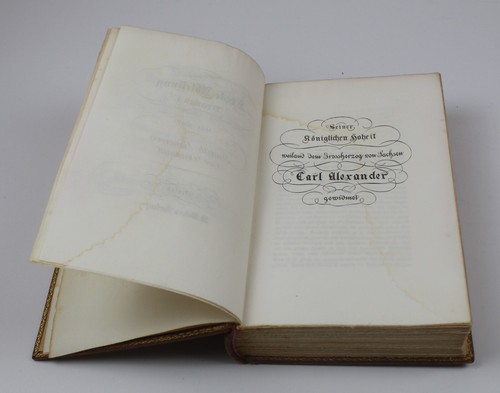 Seiner
Königlichen Hoheit
weiland dem Grossherzog von Sachsen
Carl Alexander
gewidmet